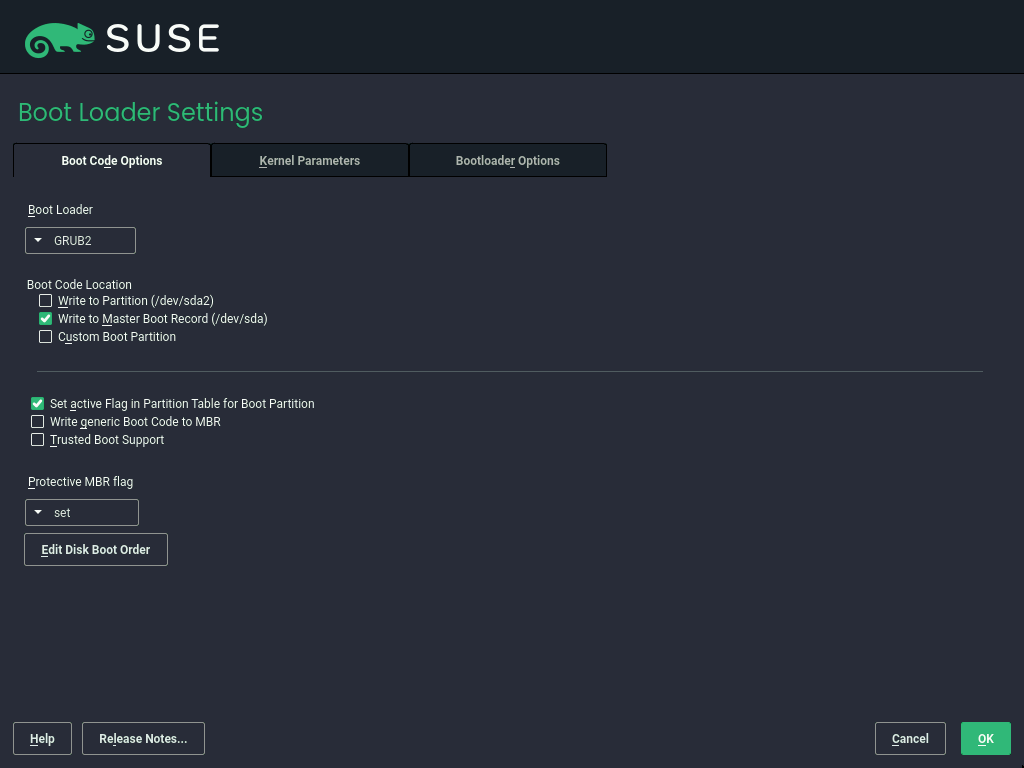 SUSE
Boot Loader Settings
Boot Code Options
Kernel Parameters
Bootloader Options
Boot Loader
GRUB2
Boot Code Location
Write to Partition (/dev/sda2)
Write to Master Boot Record (/dev/sda)
Custom Boot Partition
Set active Flag in Partition Table for Boot Partition
Write generic Boot Code to MBR
Trusted Boot Support
Protective MBR flag
set
Edit Disk Boot Order
Help
Release Notes...
Cancel
OK